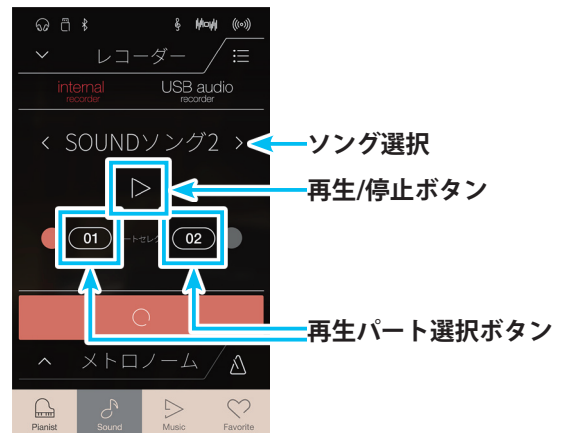 レコーダー
internal
recorder
USB audio
recorder
SOUNDソング2
ソング選択
再生/停止ボタン
01
02
再生パート選択ボタン
メトロノーム
Pianist
Sound
Music
Favorite